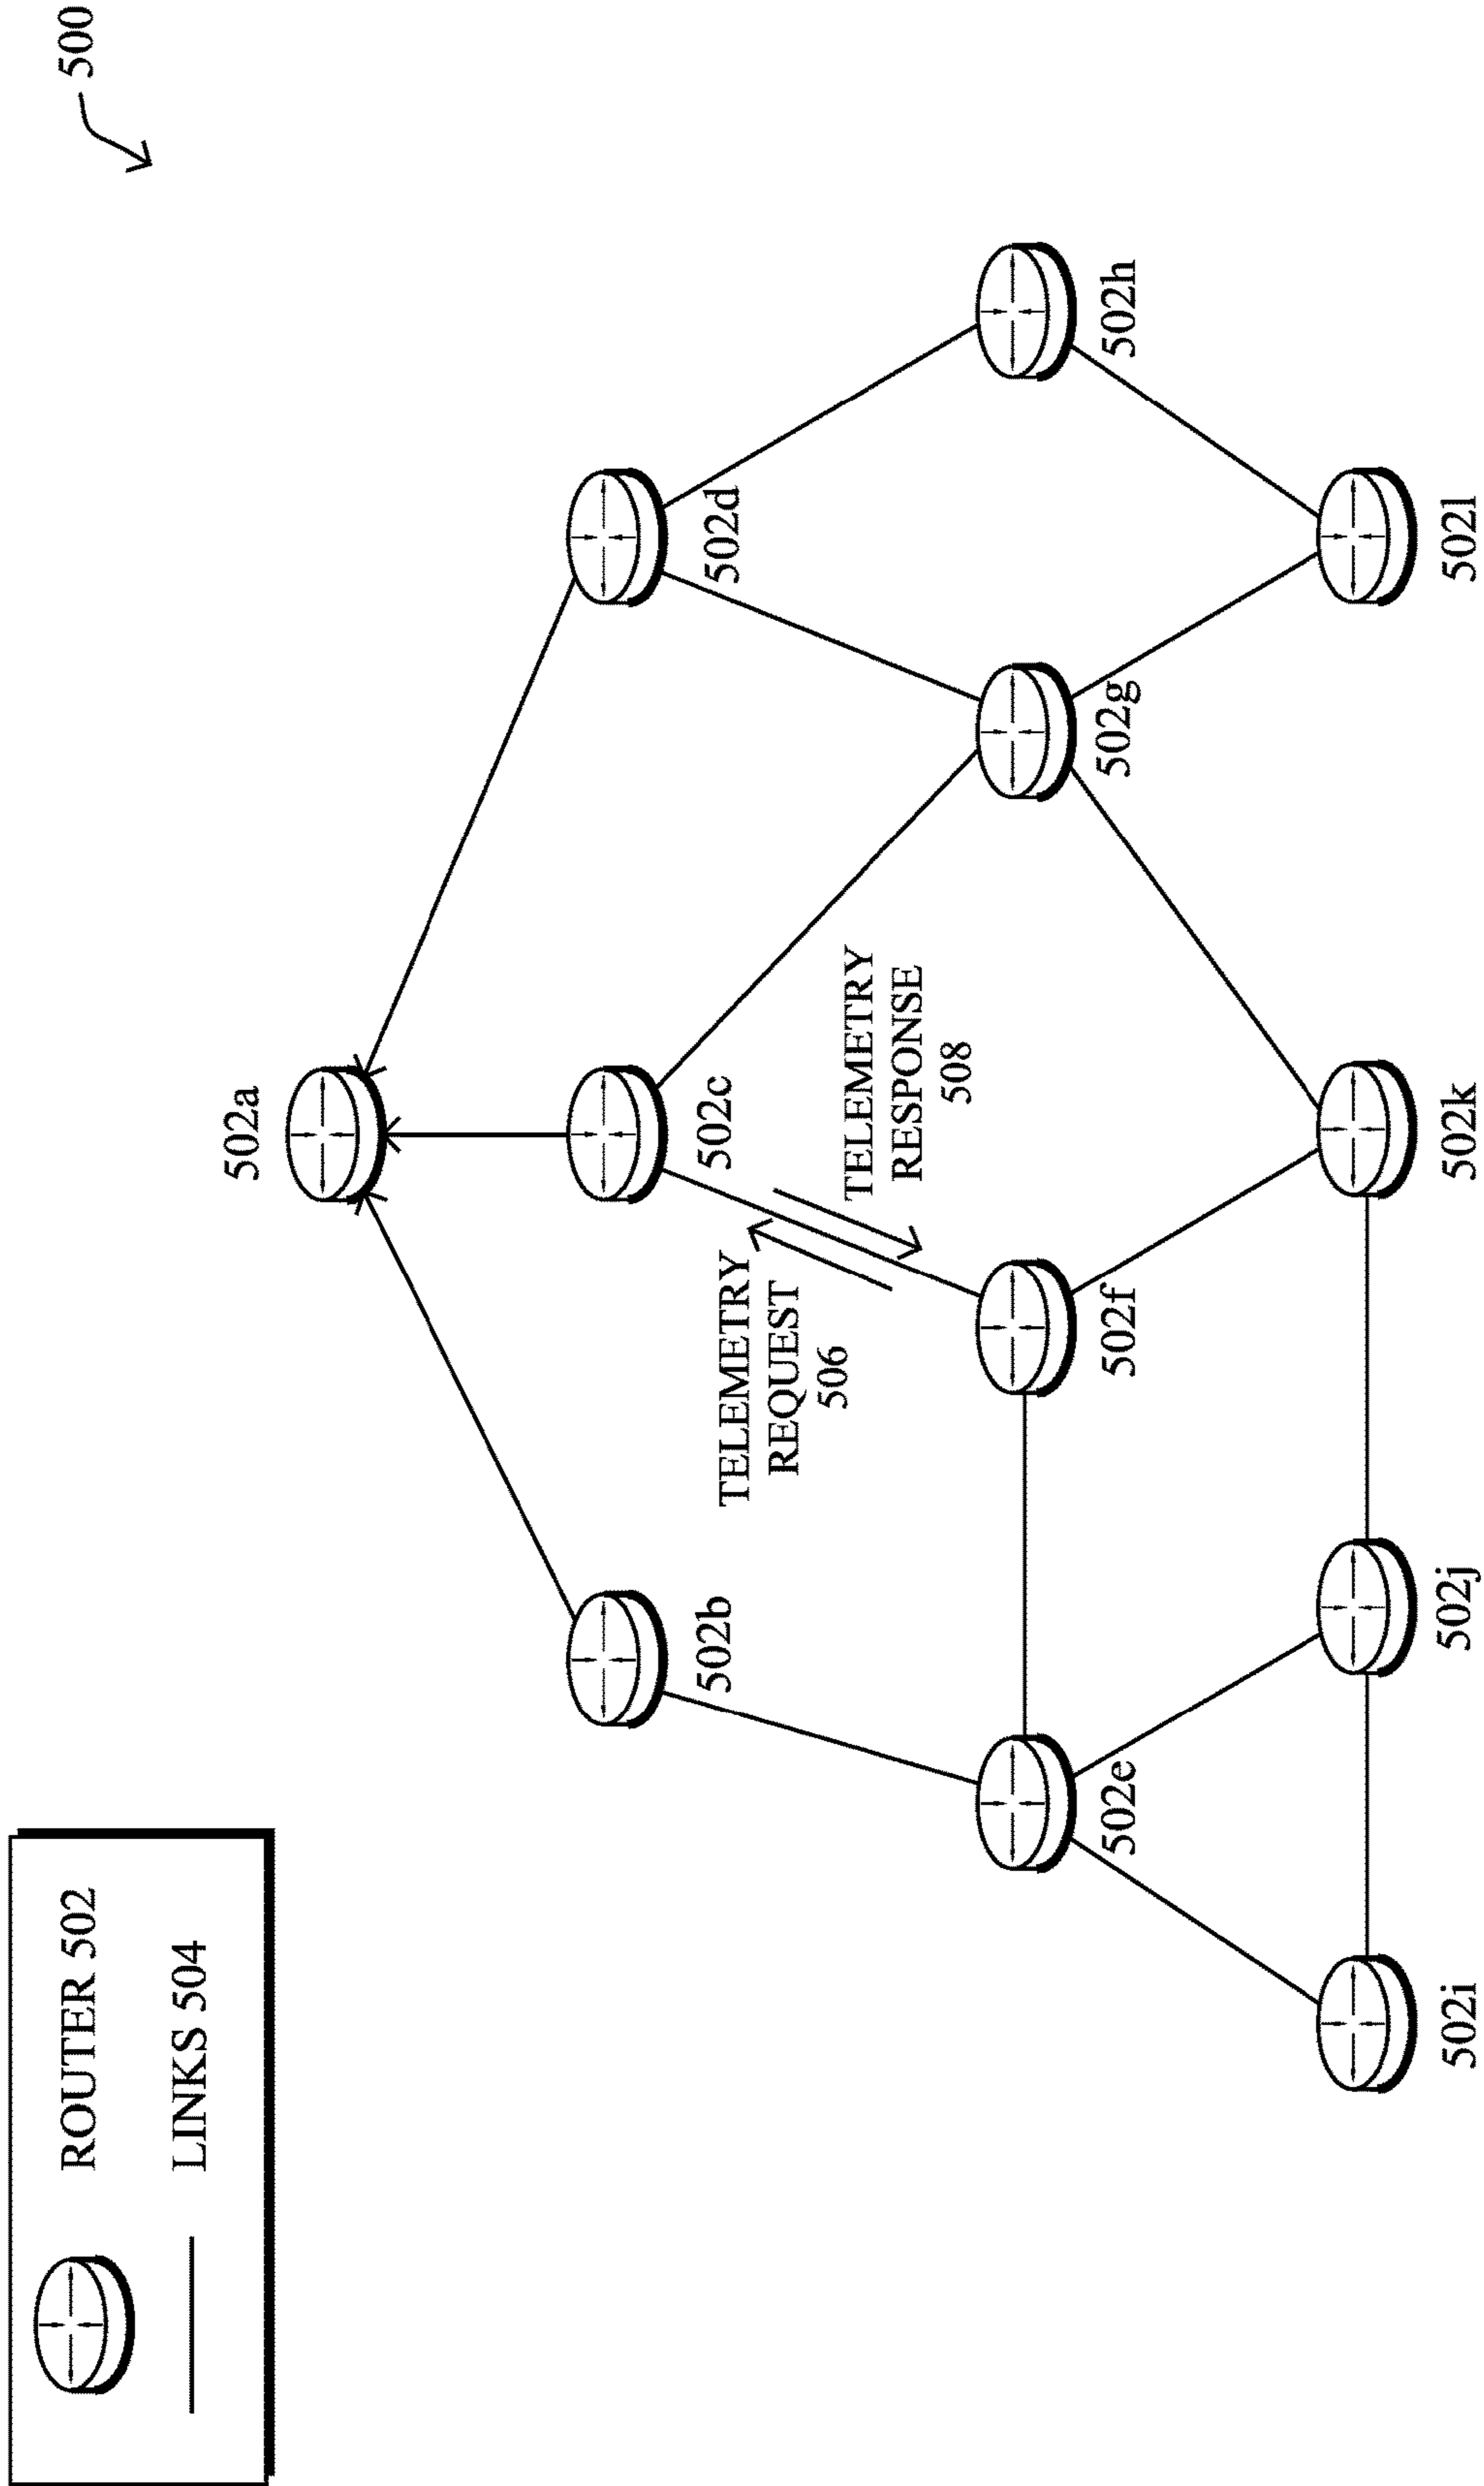 500
ROUTER 502
LINKS 504
502a
502b
502c
502d
TELEMETRY
REQUEST
506
TELEMETRY
RESPONSE
508
502e
502f
502g
502h
502i
502j
502k
502l